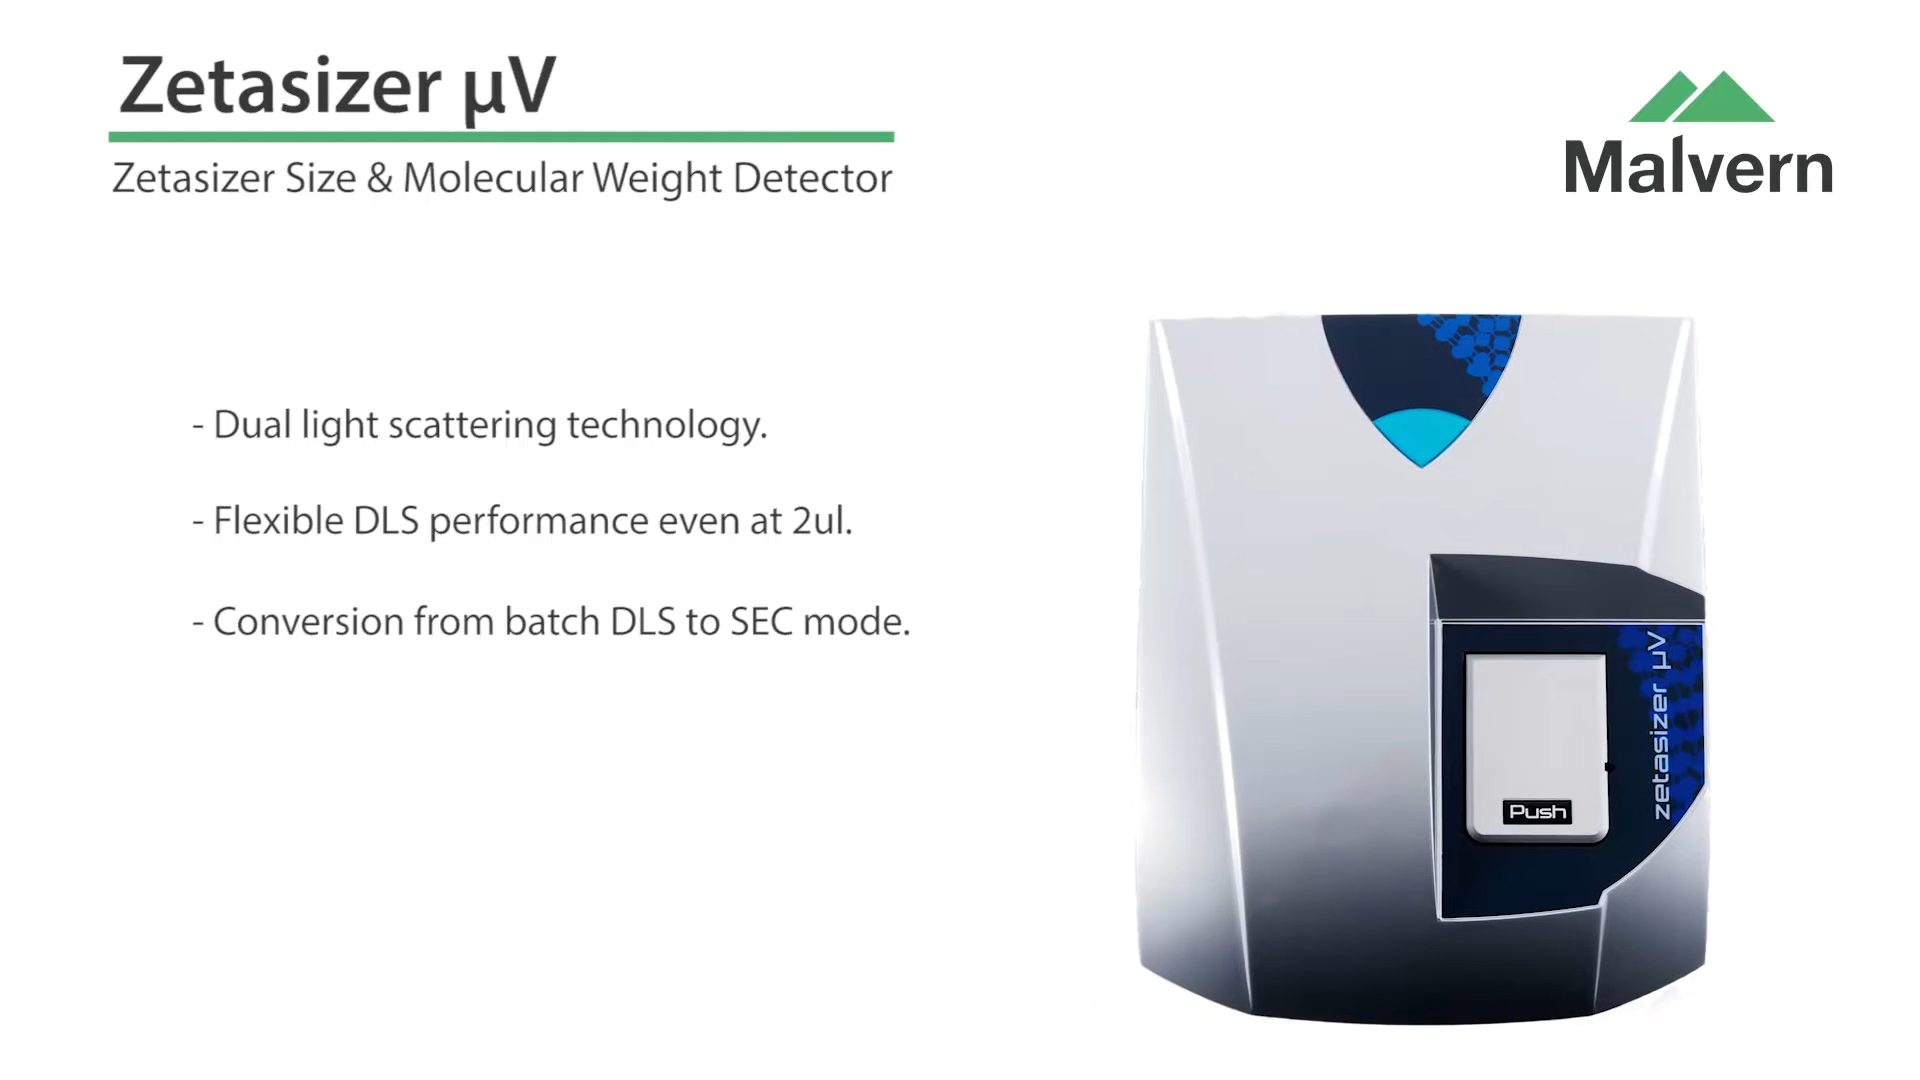 Zetasizer µV
Zetasizer Size & Molecular Weight Detector
Malvern
- Dual light scattering technology.
- Flexible DLS performance even at 2ul.
- Conversion from batch DLS to SEC mode.
zetasizer µV
Push